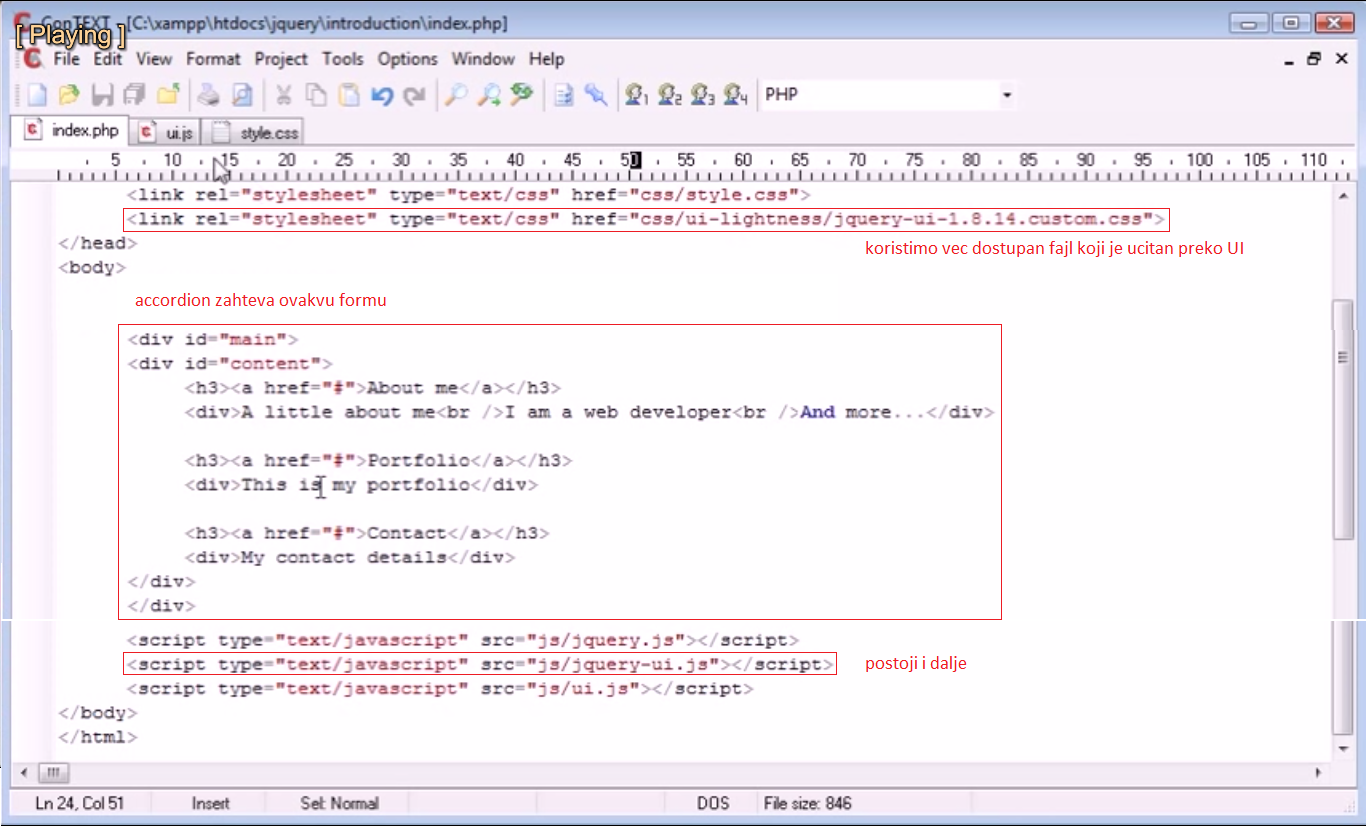 ConTEXT - [C:\xampp\htdocs\jquery\introduction\index.php]
[ Playing ]
File Edit View Format Project Tools Options Window Help
1 2 3 4 PHP
index.php ui.js style.css
5 10 15 20 25 30 35 40 45 50 55 60 65 70 75 80 85 90 95 100 105 110
<link rel="stylesheet" type="text/css" href="css/style.css">
<link rel="stylesheet" type="text/css" href="css/ui-lightness/jquery-ui-1.8.14.custom.css">
</head>
koristimo vec dostupan fajl koji je ucitan preko UI
<body>
accordion zahteva ovakvu formu
<div id="main">
<div id="content">
<h3><a href="#">About me</a></h3>
<div>A little about me<br />I am a web developer<br />And more...</div>
<h3><a href="#">Portfolio</a></h3>
<div>This is my portfolio</div>
<h3><a href="#">Contact</a></h3>
<div>My contact details</div>
</div>
</div>
<script type="text/javascript" src="js/jquery.js"></script>
<script type="text/javascript" src="js/jquery-ui.js"></script>
postoji i dalje
<script type="text/javascript" src="js/ui.js"></script>
</body>
</html>
Ln 24, Col 51 Insert Sel: Normal DOS File size: 846